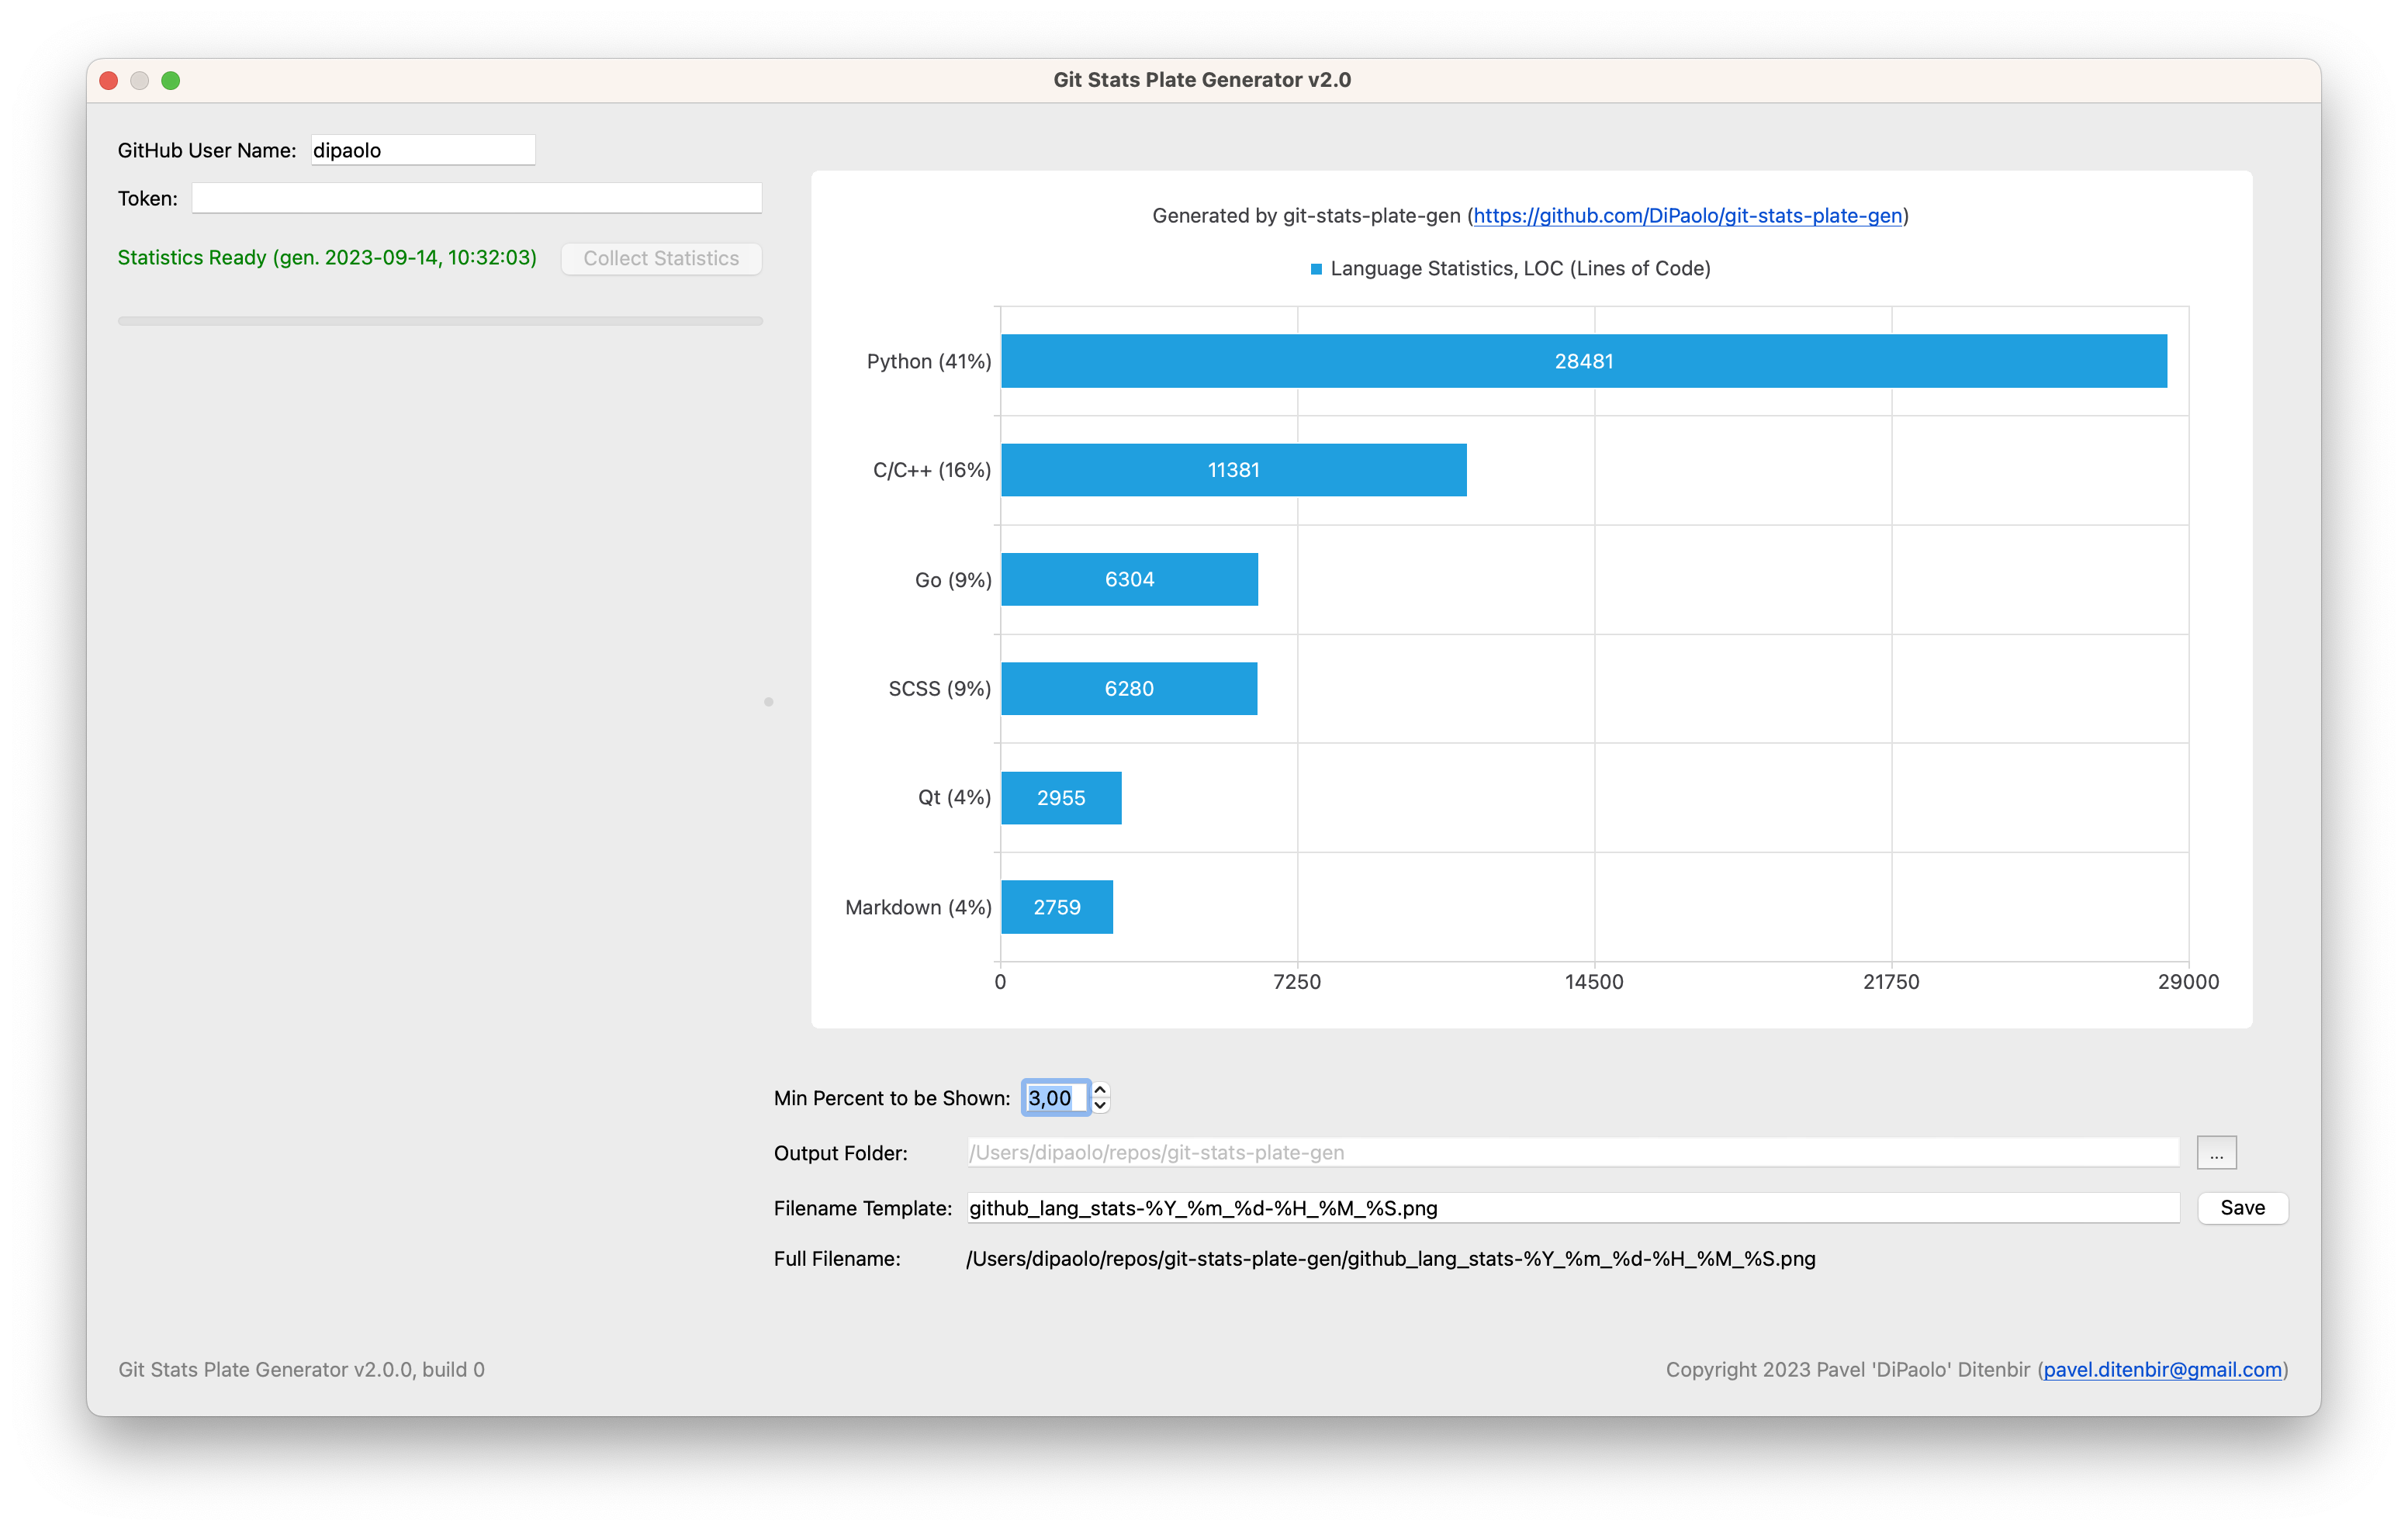 Git Stats Plate Generator v2.0
GitHub User Name: dipaolo
Token:
Statistics Ready (gen. 2023-09-14, 10:32:03) Collect Statistics
Generated by git-stats-plate-gen (https://github.com/DiPaolo/git-stats-plate-gen)
Language Statistics, LOC (Lines of Code)
Python (41%) 28481
C/C++ (16%) 11381
Go (9%) 6304
SCSS (9%) 6280
Qt (4%) 2955
Markdown (4%) 2759
0 7250 14500 21750 29000
Min Percent to be Shown: 3,00
Output Folder: /Users/dipaolo/repos/git-stats-plate-gen ...
Filename Template: github_lang_stats-%Y_%m_%d-%H_%M_%S.png Save
Full Filename: /Users/dipaolo/repos/git-stats-plate-gen/github_lang_stats-%Y_%m_%d-%H_%M_%S.png
Git Stats Plate Generator v2.0.0, build 0
Copyright 2023 Pavel 'DiPaolo' Ditenbir (pavel.ditenbir@gmail.com)